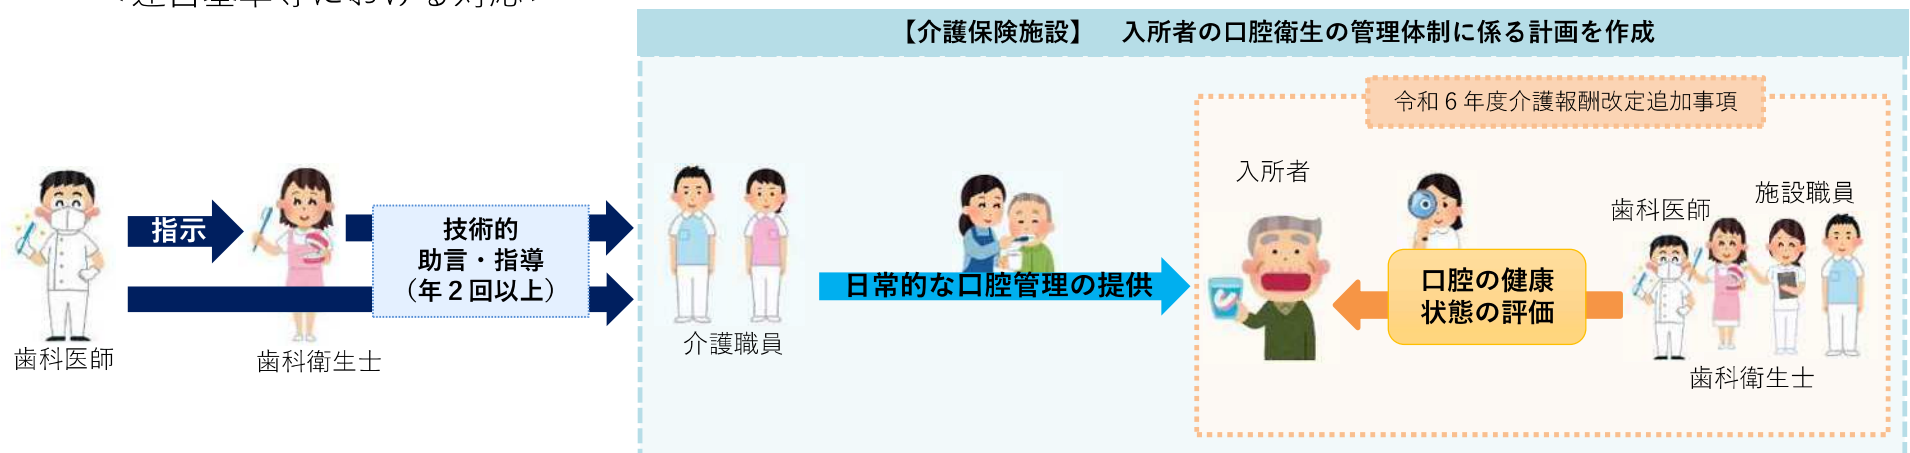 【介護保険施設】　入所者の口腔衛生の管理体制に係る計画を作成
令和６年度介護報酬改定追加事項
指示
技術的
助言・指導
（年２回以上）
歯科医師
歯科衛生士
介護職員
日常的な口腔管理の提供
入所者
口腔の健康
状態の評価
歯科医師
施設職員
歯科衛生士